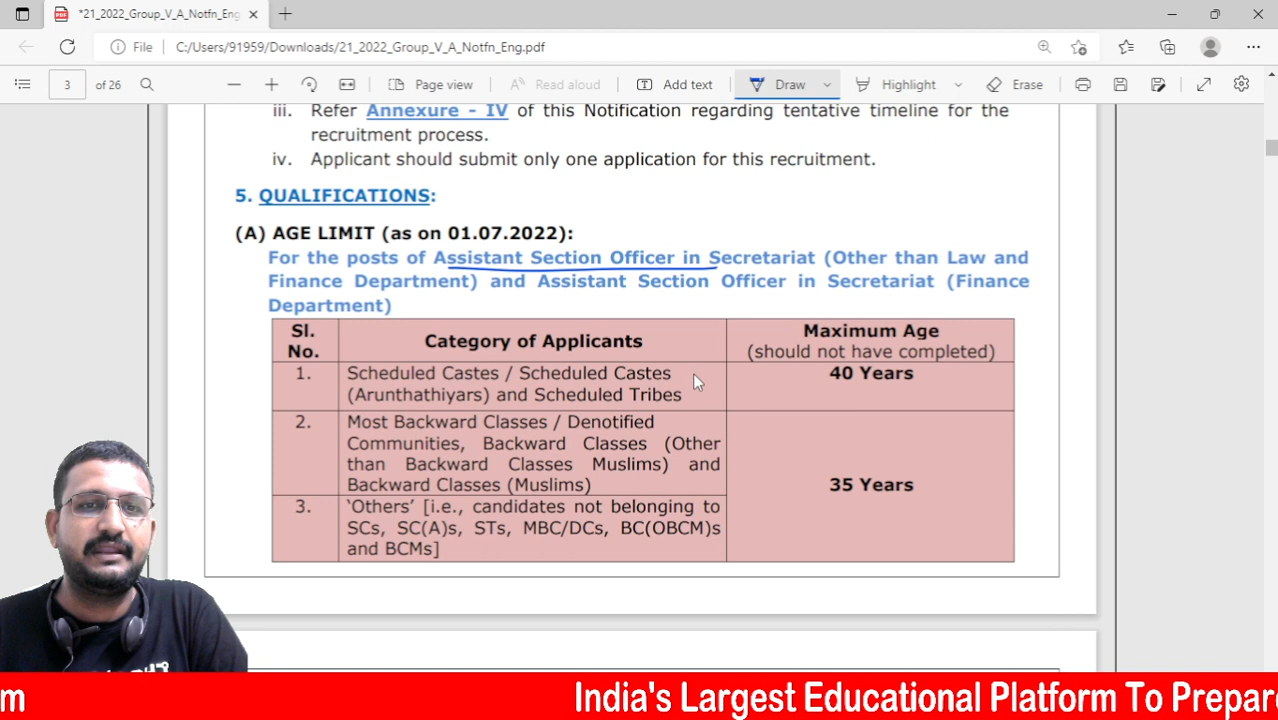 *21_2022_Group_V_A_Notfn_Eng
File
C:/Users/91959/Downloads/21_2022_Group_V_A_Notfn_Eng.pdf
3 of 26
Page view
Read aloud
Add text
Draw
Highlight
Erase
iii. Refer Annexure - IV of this Notification regarding tentative timeline for the
recruitment process.
iv. Applicant should submit only one application for this recruitment.
5. QUALIFICATIONS:
(A) AGE LIMIT (as on 01.07.2022):
For the posts of Assistant Section Officer in Secretariat (Other than Law and
Finance Department) and Assistant Section Officer in Secretariat (Finance
Department)
Sl.
No.
Category of Applicants
Maximum Age
(should not have completed)
1.
Scheduled Castes / Scheduled Castes
(Arunthathiyars) and Scheduled Tribes
40 Years
2.
Most Backward Classes / Denotified
Communities, Backward Classes (Other
than Backward Classes Muslims) and
Backward Classes (Muslims)
35 Years
3.
‘Others’ [i.e., candidates not belonging to
SCs, SC(A)s, STs, MBC/DCs, BC(OBCM)s
and BCMs]
m
India's Largest Educational Platform To Prepar